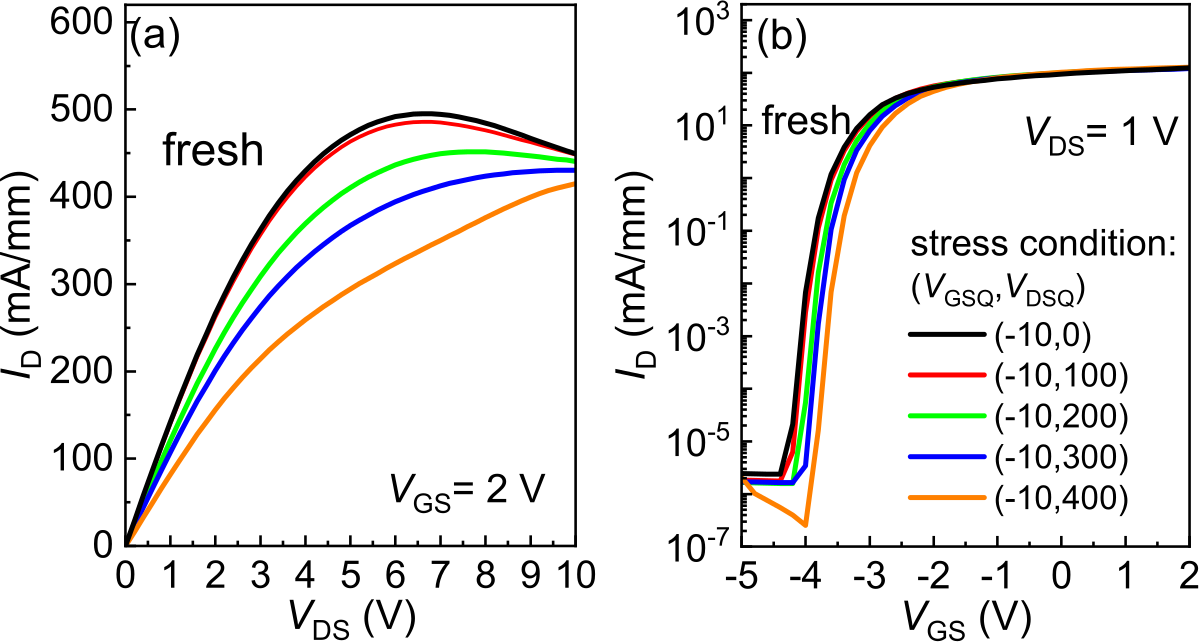 (a)
600
500
400
300
200
100
0
fresh
V_GS= 2 V
0 1 2 3 4 5 6 7 8 9 10
V_DS (V)
I_D (mA/mm)
(b)
10^3
10^1
10^-1
10^-3
10^-5
10^-7
fresh
V_DS= 1 V
stress condition:
(V_GSQ,V_DSQ)
(-10,0)
(-10,100)
(-10,200)
(-10,300)
(-10,400)
-5 -4 -3 -2 -1 0 1 2
V_GS (V)
I_D (mA/mm)